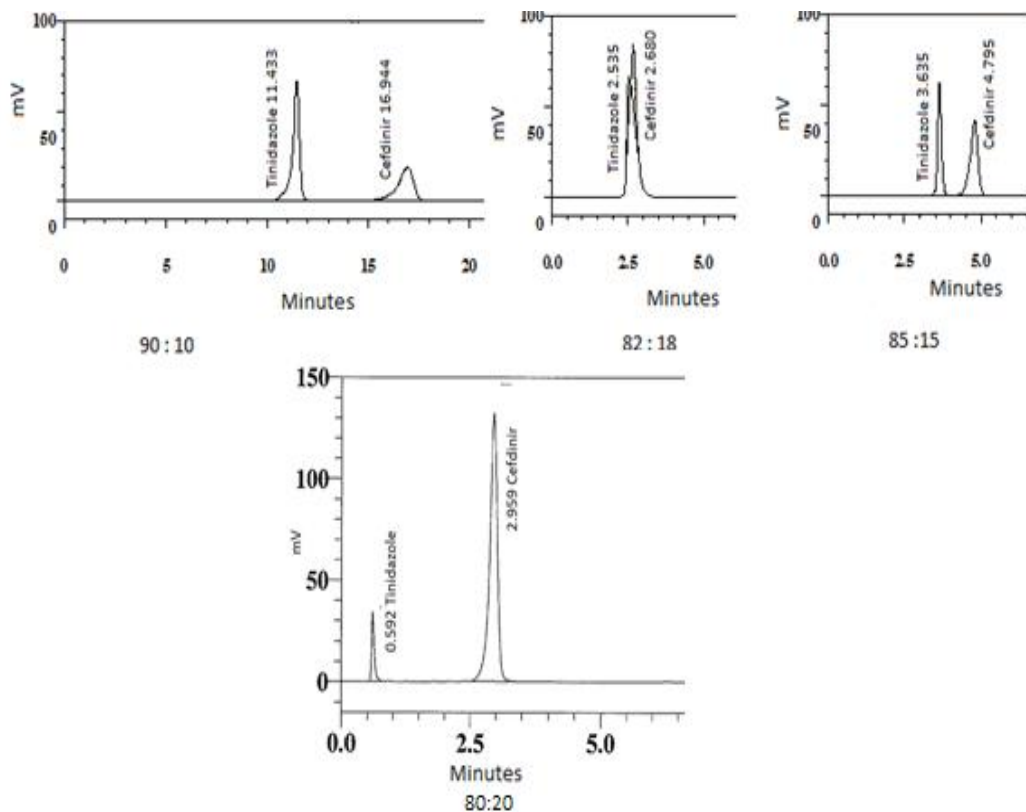 100
50
0
mV
Tinidazole 11.433
Cefdinir 16.944
0 5 10 15 20
Minutes
90 : 10
100
50
0
mV
Tinidazole 2.535
Cefdinir 2.680
0.0 2.5 5.0
Minutes
82 : 18
100
50
0
mV
Tinidazole 3.635
Cefdinir 4.795
0.0 2.5 5.0
Minutes
85 :15
150
100
50
0
mV
0.592 Tinidazole
2.959 Cefdinir
0.0 2.5 5.0
Minutes
80:20